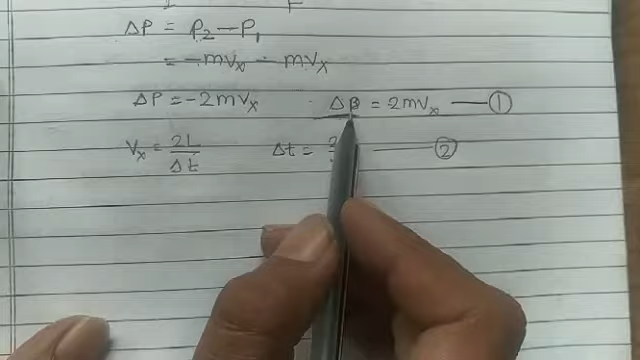 ΔP = P₂ – P₁
= –mVₓ – mVₓ
ΔP = –2mVₓ ΔP = 2mVₓ — ①
Vₓ = 2L/Δt Δt = — ②